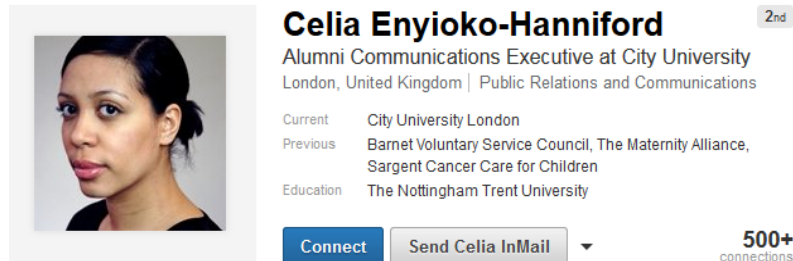 Celia Enyioko-Hanniford
2nd
Alumni Communications Executive at City University
London, United Kingdom | Public Relations and Communications
Current City University London
Previous Barnet Voluntary Service Council, The Maternity Alliance,
Sargent Cancer Care for Children
Education The Nottingham Trent University
Connect
Send Celia InMail
500+
connections